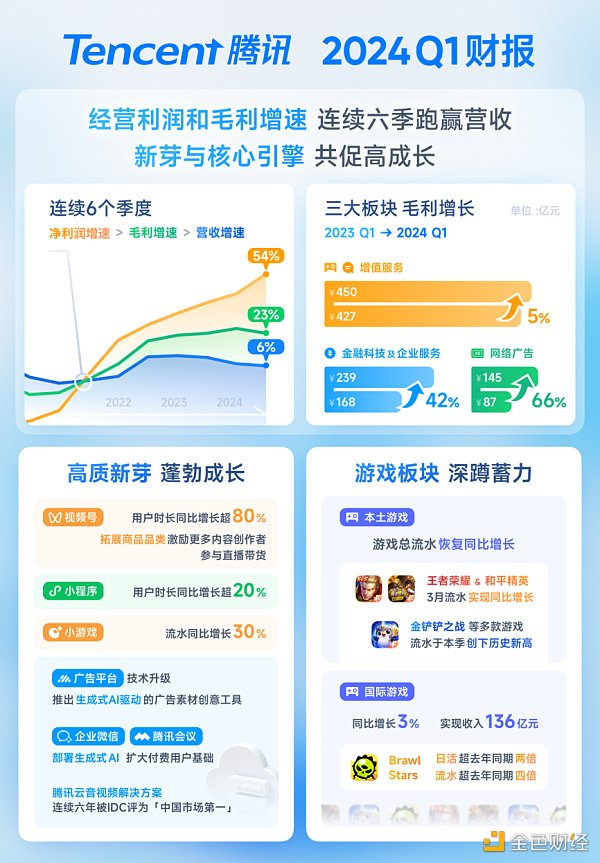 Tencent 腾讯 2024 Q1 财报
经营利润和毛利增速 连续六季跑赢营收
新芽与核心引擎 共促高成长
连续6个季度
净利润增速 > 毛利增速 > 营收增速
54%
23%
6%
2022 2023 2024
三大板块 毛利增长 单位:亿元
2023 Q1 → 2024 Q1
增值服务
¥450
¥427
5%
金融科技及企业服务
¥239
¥168
42%
网络广告
¥145
¥87
66%
高质新芽 蓬勃成长
视频号 用户时长同比增长超80%
拓展商品品类 激励更多内容创作者
参与直播带货
小程序 用户时长同比增长超20%
小游戏 流水同比增长30%
广告平台 技术升级
推出 生成式AI驱动 的广告素材创意工具
企业微信 腾讯会议
部署生成式AI 扩大付费用户基础
腾讯云音视频解决方案
连续六年被IDC评为「中国市场第一」
游戏板块 深蹲蓄力
本土游戏
游戏总流水 恢复同比增长
王者荣耀 & 和平精英
3月流水 实现同比增长
金铲铲之战 等多款游戏
流水于本季 创下历史新高
国际游戏
同比增长 3% 实现收入 136 亿元
Brawl Stars
日活 超去年同期 两倍
流水 超去年同期 四倍
金色财经